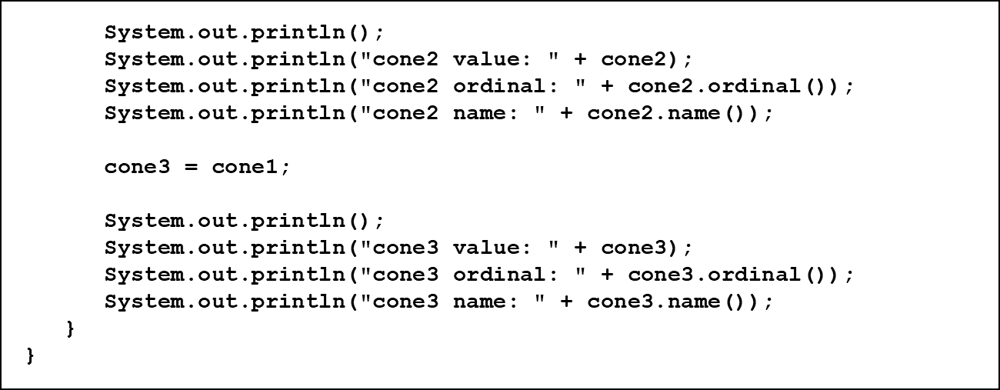 System.out.println();
System.out.println("cone2 value: " + cone2);
System.out.println("cone2 ordinal: " + cone2.ordinal());
System.out.println("cone2 name: " + cone2.name());
cone3 = cone1;
System.out.println();
System.out.println("cone3 value: " + cone3);
System.out.println("cone3 ordinal: " + cone3.ordinal());
System.out.println("cone3 name: " + cone3.name());
}
}